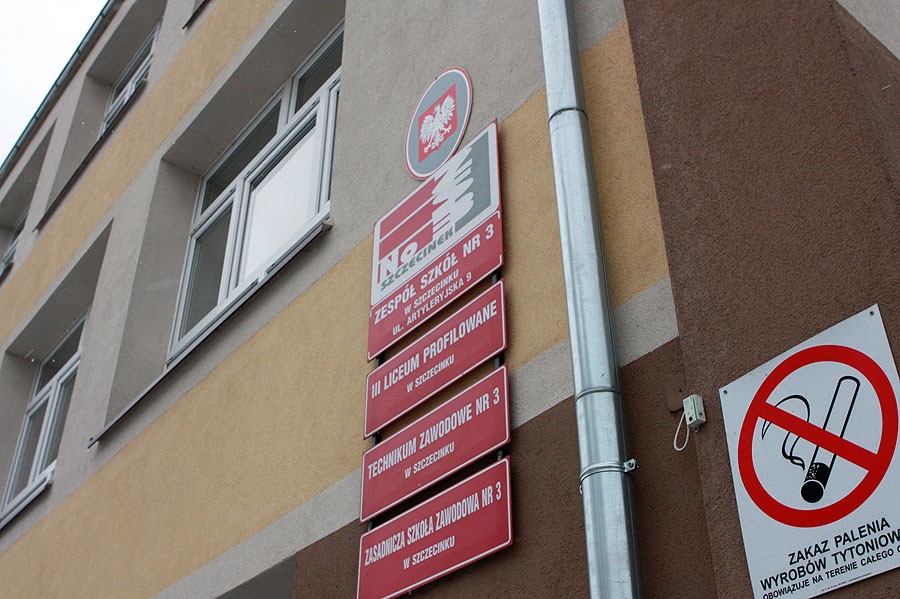 No
SZCZECINEK
ZESPÓŁ SZKÓŁ NR 3
W SZCZECINKU
UL. ARTYLERYJSKA 9
III LICEUM PROFILOWANE
W SZCZECINKU
TECHNIKUM ZAWODOWE NR 3
W SZCZECINKU
ZASADNICZA SZKOŁA ZAWODOWA NR 3
W SZCZECINKU
ZAKAZ PALENIA
WYROBÓW TYTONIOW
OBOWIĄZUJE NA TERENIE CAŁEGO